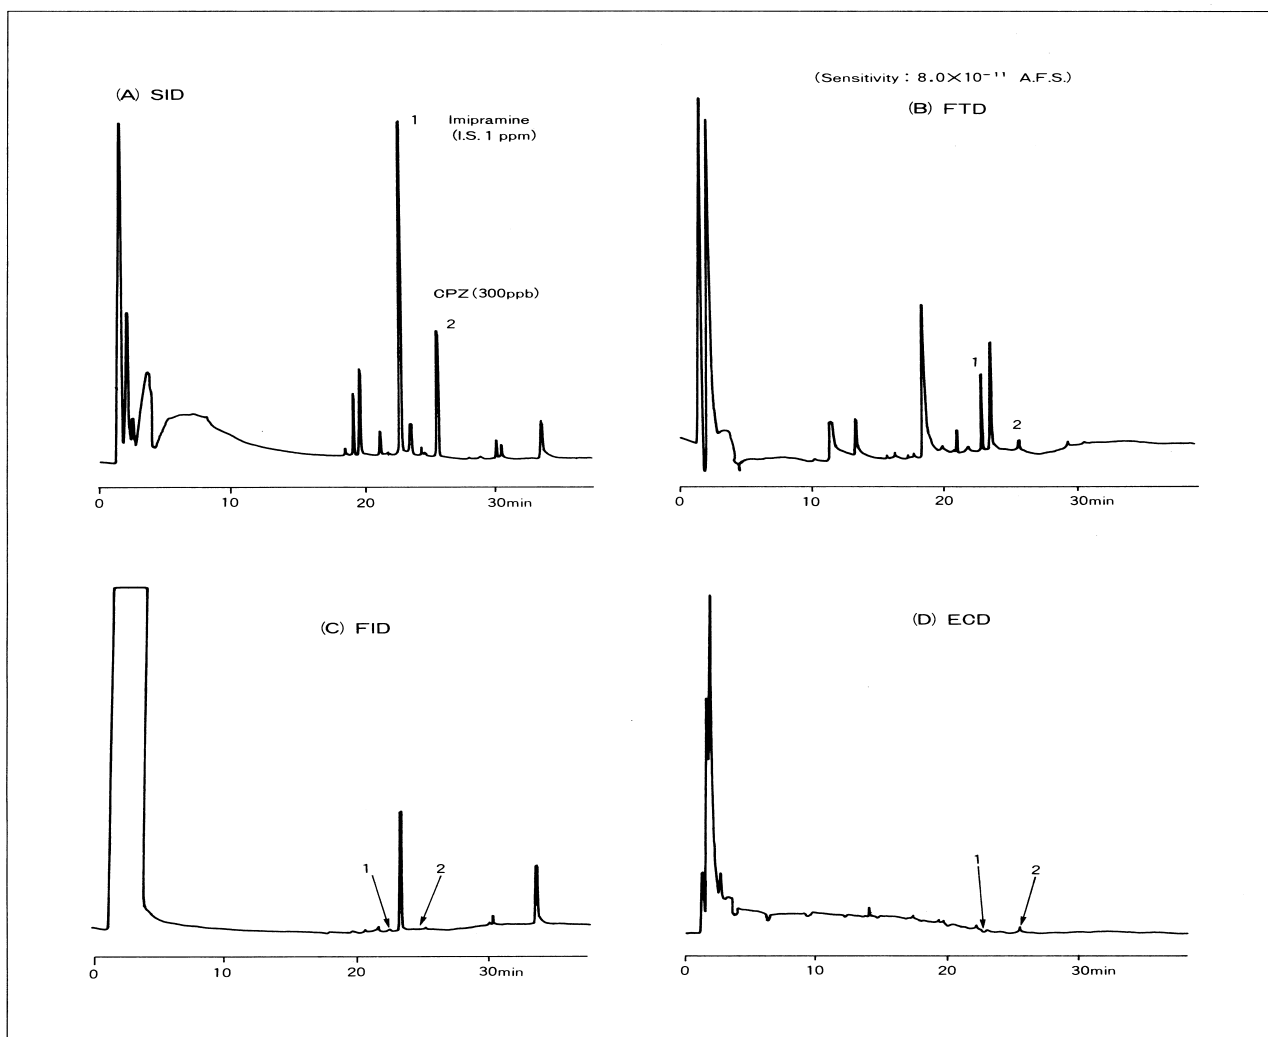 (A) SID
1 Imipramine
(I.S. 1 ppm)
CPZ (300ppb)
2
0 10 20 30min
(Sensitivity : 8.0×10⁻¹¹ A.F.S.)
(B) FTD
1
2
0 10 20 30min
(C) FID
1 2
0 10 20 30min
(D) ECD
1
2
0 10 20 30min